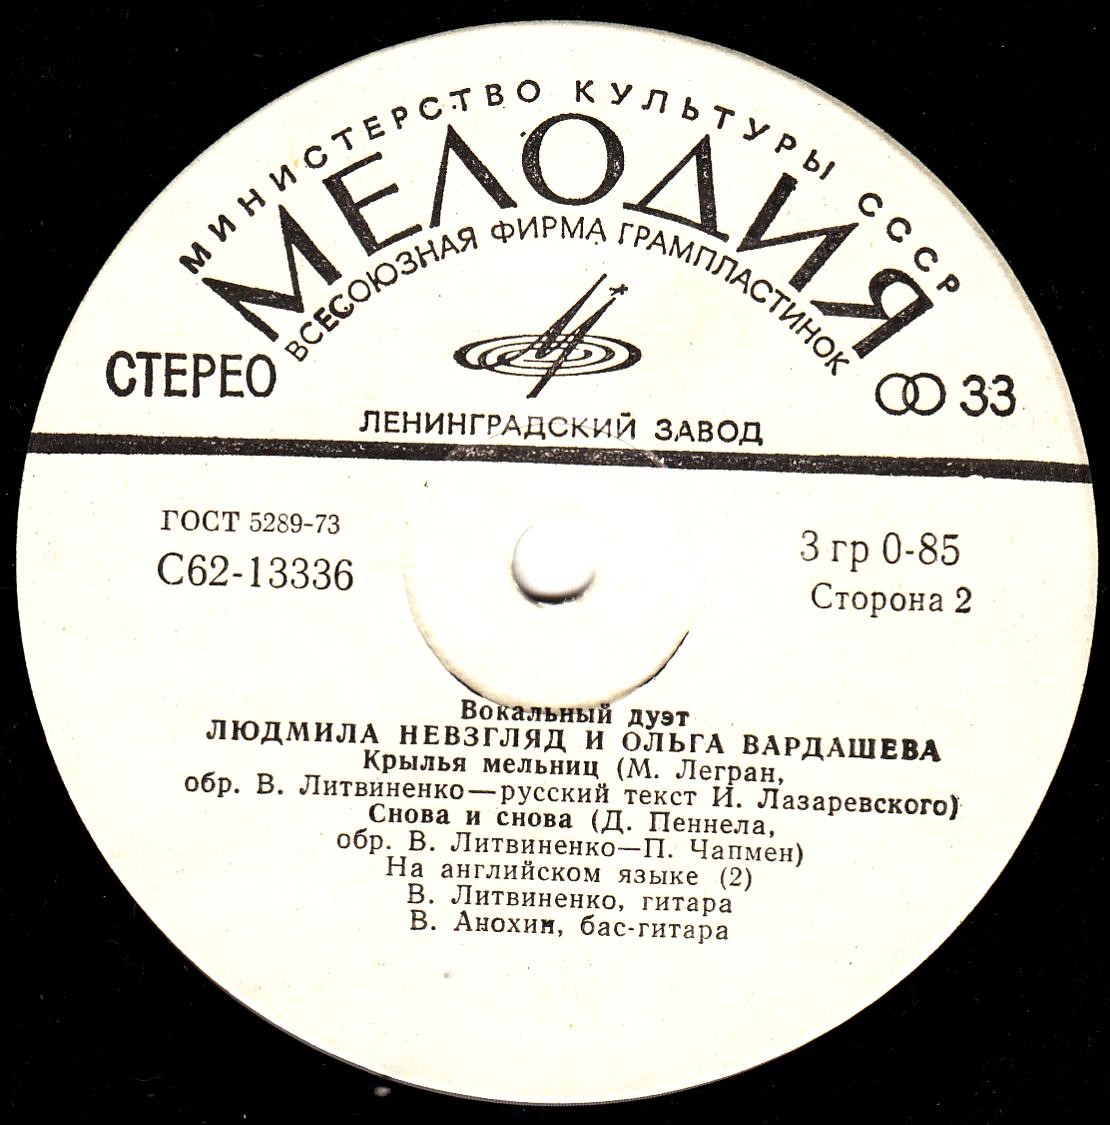 МИНИСТЕРСТВО КУЛЬТУРЫ СССР
МЕЛОДИЯ
ВСЕСОЮЗНАЯ ФИРМА ГРАМПЛАСТИНОК
СТЕРЕО
33
ЛЕНИНГРАДСКИЙ ЗАВОД
ГОСТ 5289-73
С62-13336
3 гр 0-85
Сторона 2
Вокальный дуэт
ЛЮДМИЛА НЕВЗГЛЯД И ОЛЬГА ВАРДАШЕВА
Крылья мельниц (М. Легран,
обр. В. Литвиненко—русский текст И. Лазаревского)
Снова и снова (Д. Пеннела,
обр. В. Литвиненко—П. Чапмен)
На английском языке (2)
В. Литвиненко, гитара
В. Анохин, бас-гитара